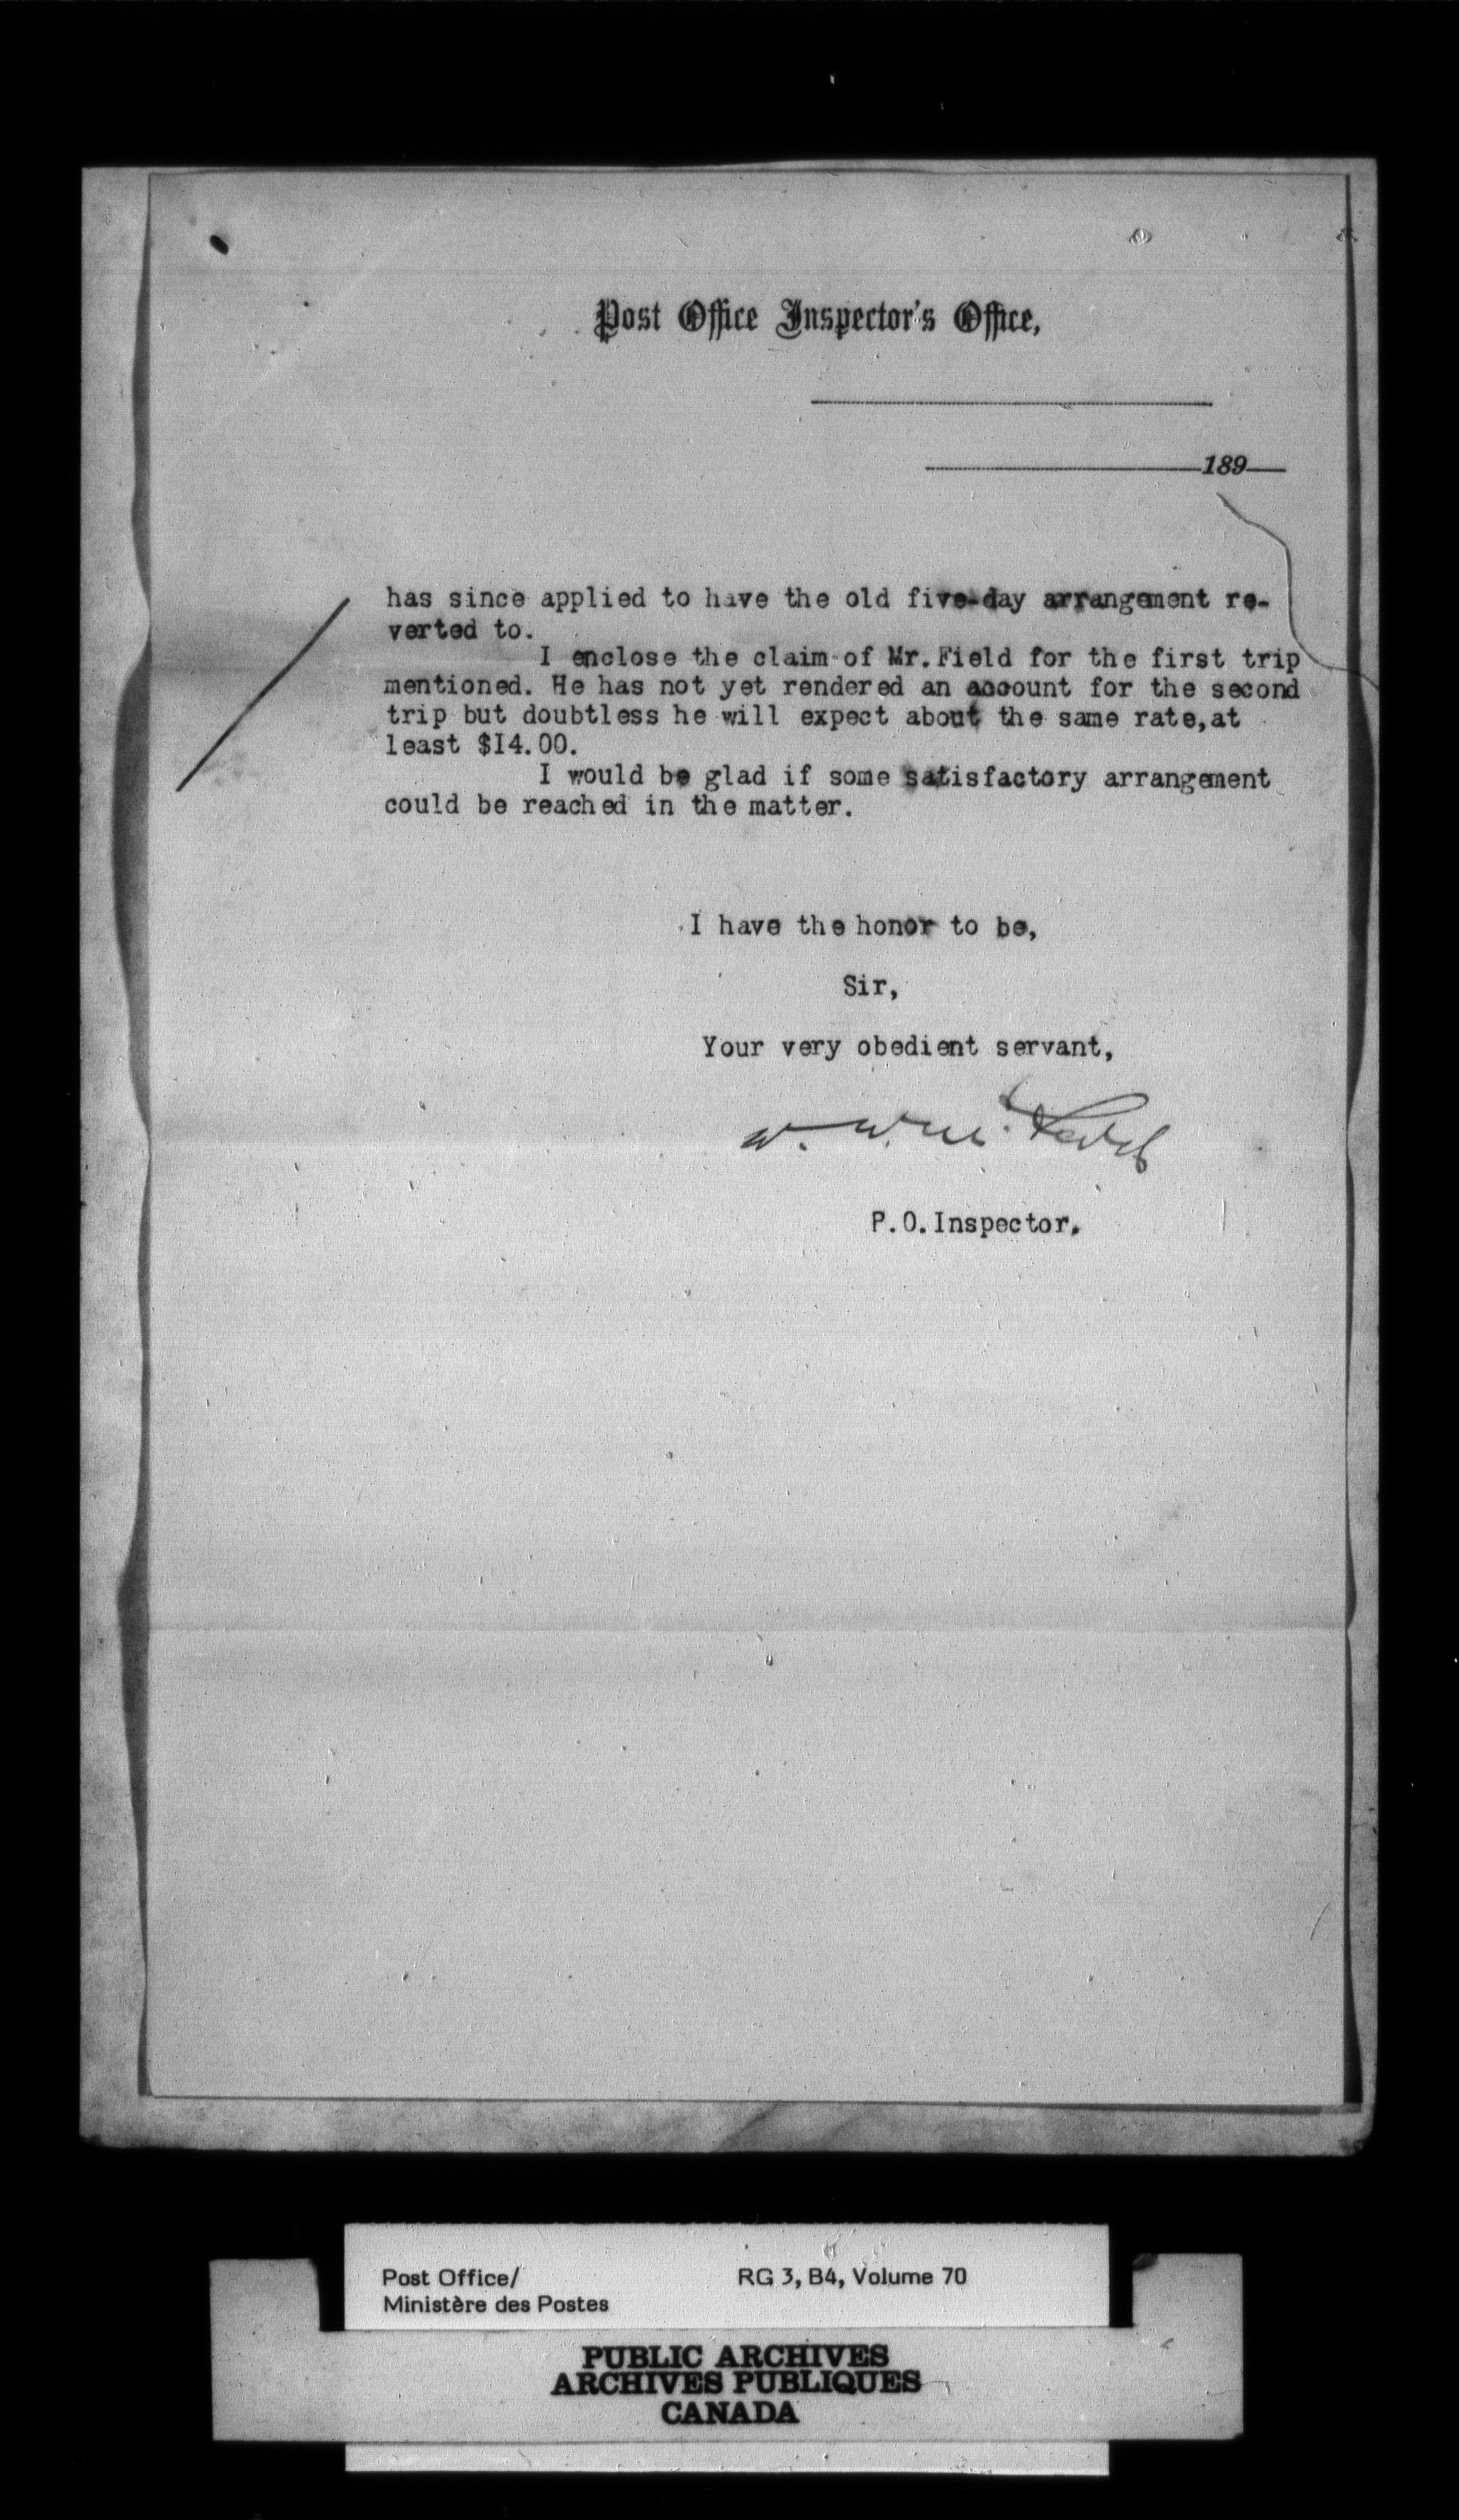 Post Office Inspector's Office,
189
has since applied to have the old five-day arrangement re-
verted to.
I enclose the claim of Mr. Field for the first trip
mentioned. He has not yet rendered an account for the second
trip but doubtless he will expect about the same rate,at
least $I4.00.
I would be glad if some satisfactory arrangement
could be reached in the matter.
I have the honor to be,
Sir,
Your very obedient servant,
P.O.Inspector.
Post Office/
Ministère des Postes
RG 3, B4, Volume 70
PUBLIC ARCHIVES
ARCHIVES PUBLIQUES
CANADA